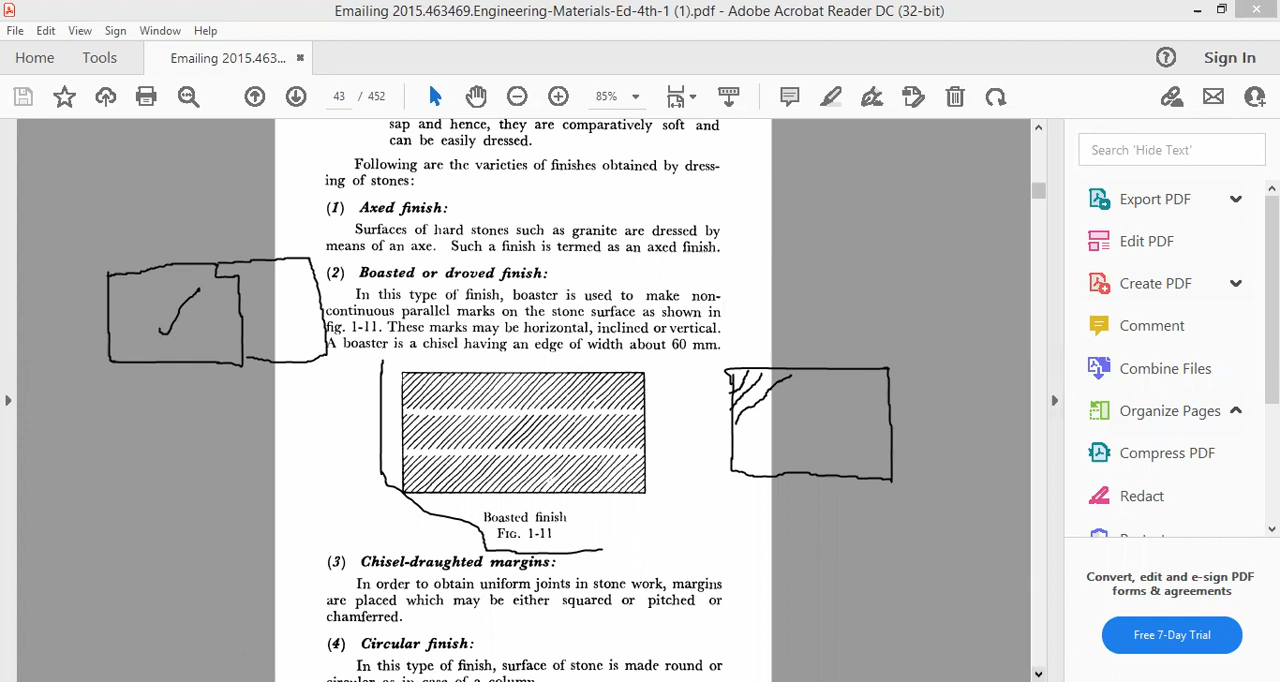 Emailing 2015.463469.Engineering-Materials-Ed-4th-1 (1).pdf - Adobe Acrobat Reader DC (32-bit)
File Edit View Sign Window Help
Home Tools Emailing 2015.463... × Sign In
43 / 452 85%
sap and hence, they are comparatively soft and
can be easily dressed.
Following are the varieties of finishes obtained by dress-
ing of stones:
(1) Axed finish:
Surfaces of hard stones such as granite are dressed by
means of an axe. Such a finish is termed as an axed finish.
(2) Boasted or droved finish:
In this type of finish, boaster is used to make non-
continuous parallel marks on the stone surface as shown in
fig. 1-11. These marks may be horizontal, inclined or vertical.
A boaster is a chisel having an edge of width about 60 mm.
Boasted finish
FIG. 1-11
(3) Chisel-draughted margins:
In order to obtain uniform joints in stone work, margins
are placed which may be either squared or pitched or
chamferred.
(4) Circular finish:
In this type of finish, surface of stone is made round or
circular as in case of a column.
Search 'Hide Text'
Export PDF
Edit PDF
Create PDF
Comment
Combine Files
Organize Pages
Compress PDF
Redact
Convert, edit and e-sign PDF
forms & agreements
Free 7-Day Trial